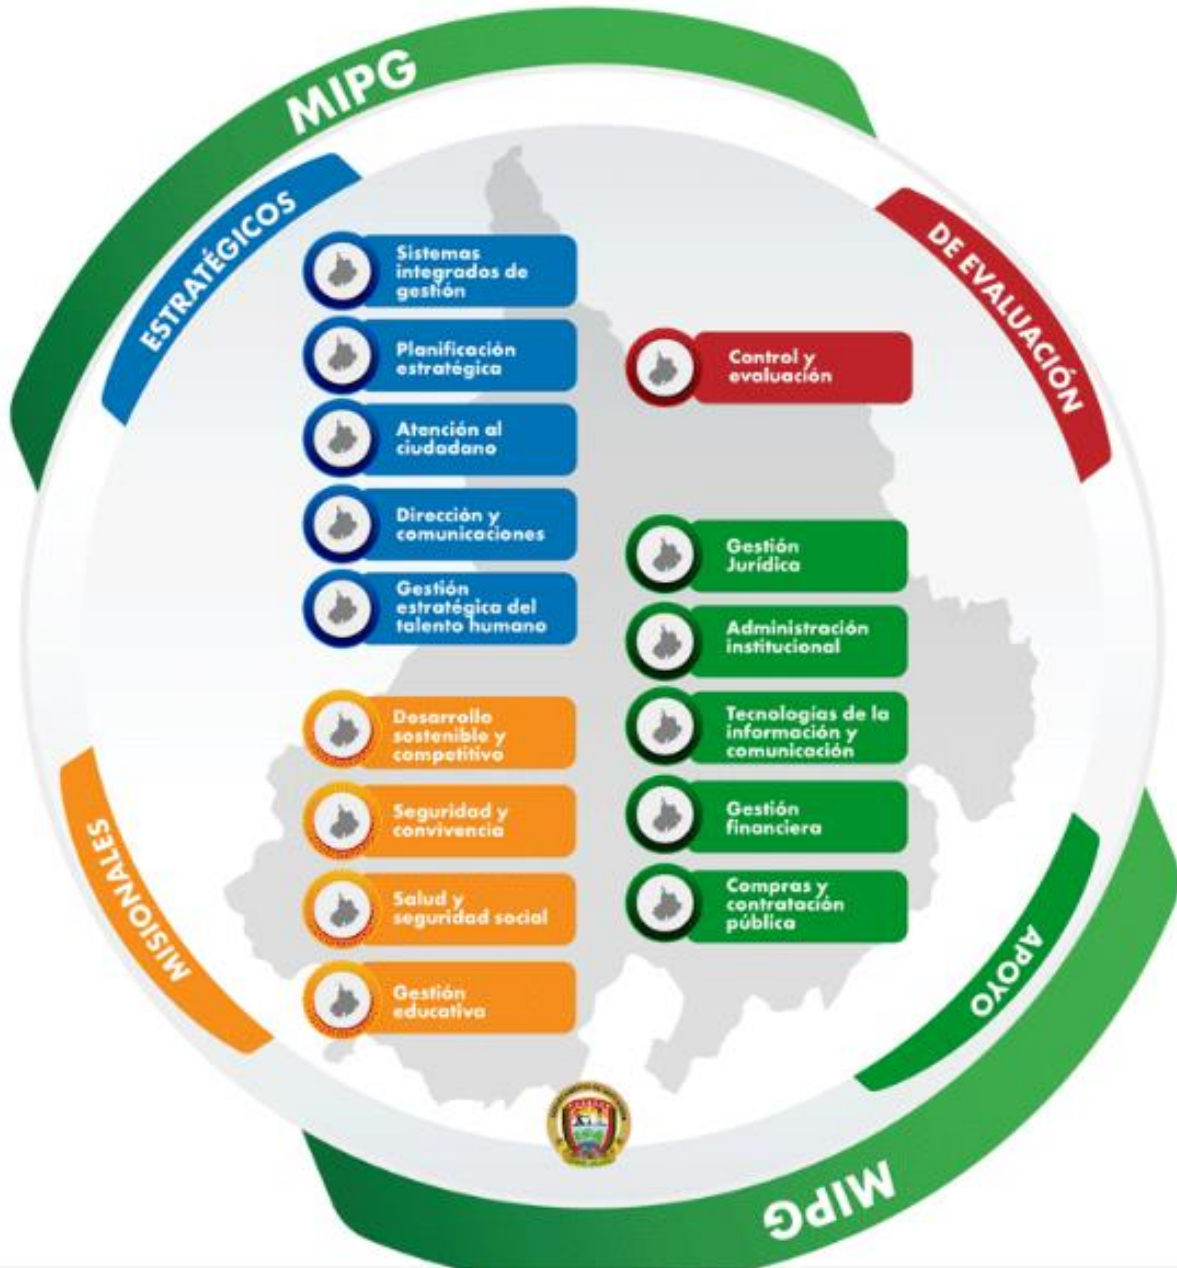 MIPG
ESTRATÉGICOS
Sistemas
integrados de
gestión
Planificación
estratégica
Atención al
ciudadano
Dirección y
comunicaciones
Gestión
estratégica del
talento humano
DE EVALUACIÓN
Control y
evaluación
MISIONALES
Desarrollo
sostenible y
competitivo
Seguridad y
convivencia
Salud y
seguridad social
Gestión
educativa
APOYO
Gestión
Jurídica
Administración
institucional
Tecnologías de la
información y
comunicación
Gestión
financiera
Compras y
contratación
pública
MIPG